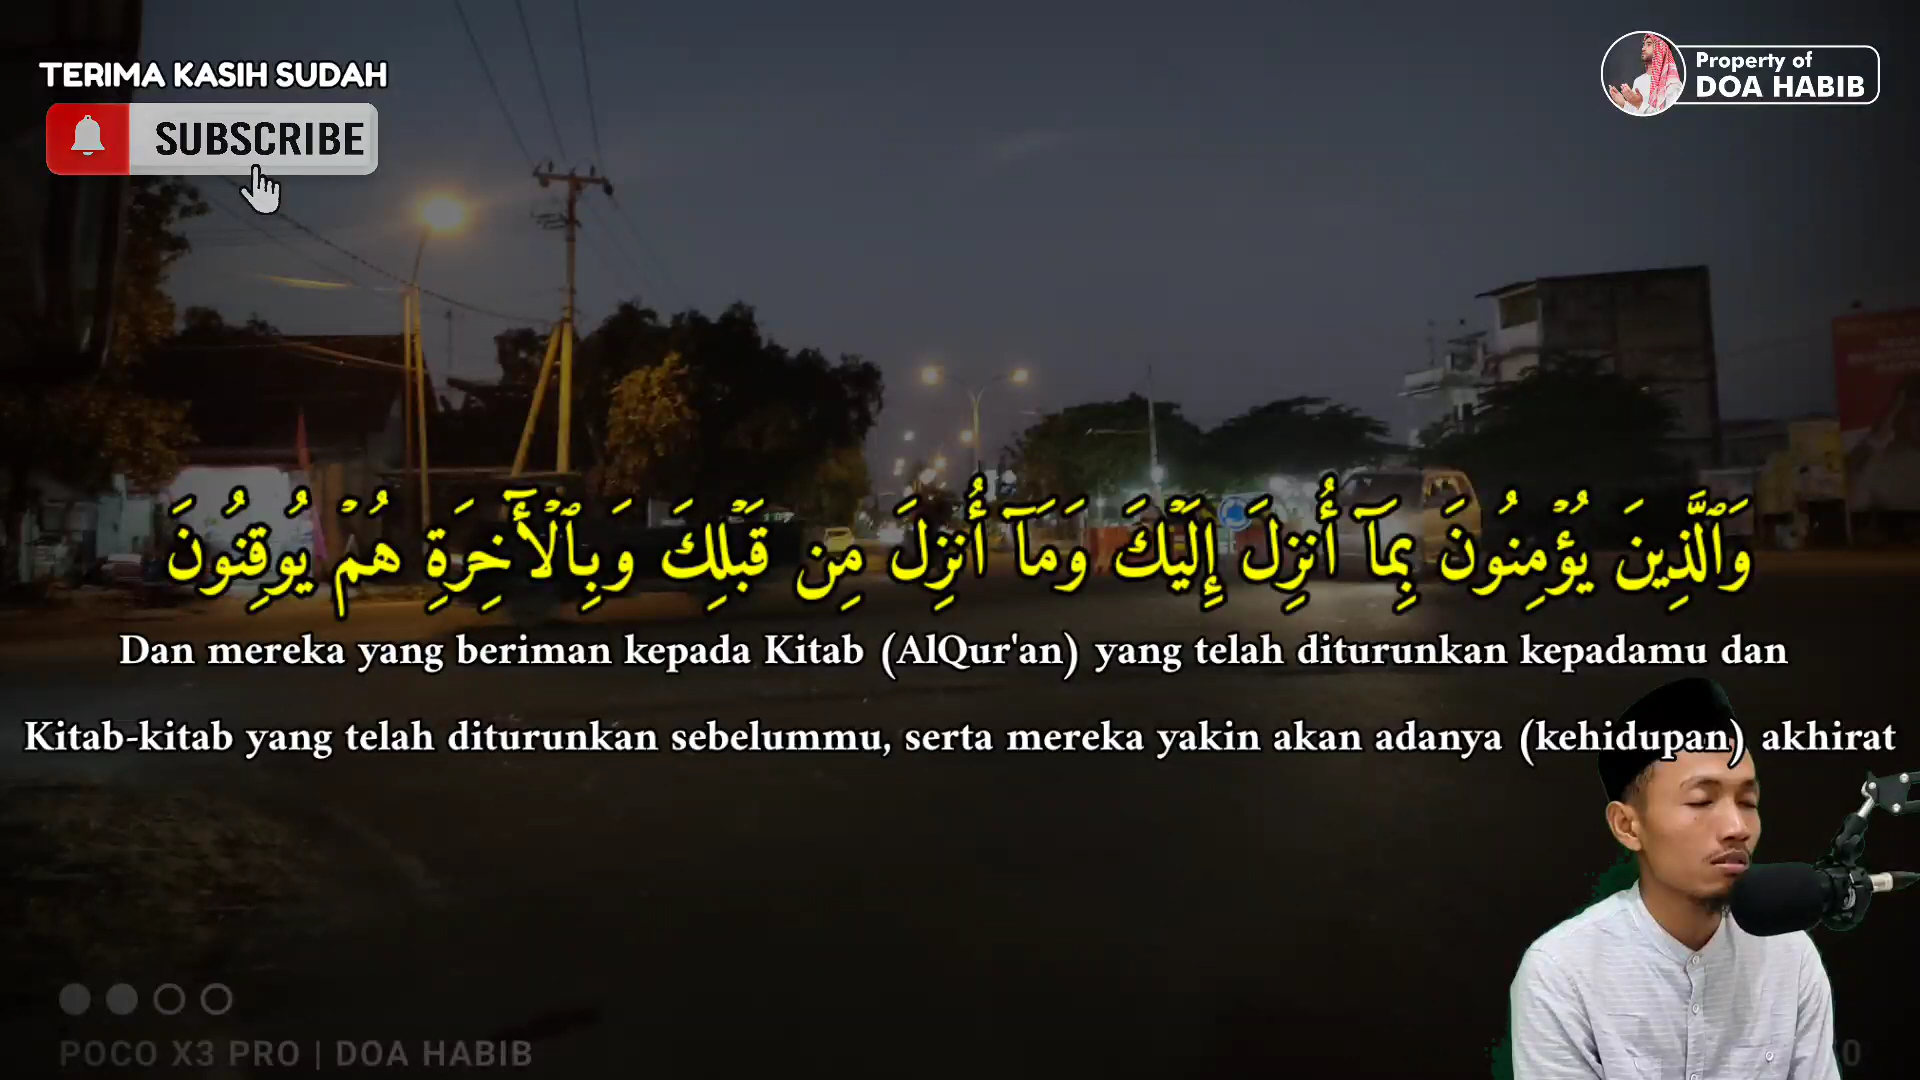 TERIMA KASIH SUDAH
SUBSCRIBE
Property of
DOA HABIB
وَٱلَّذِينَ يُؤۡمِنُونَ بِمَآ أُنزِلَ إِلَيۡكَ وَمَآ أُنزِلَ مِن قَبۡلِكَ وَبِٱلۡأٓخِرَةِ هُمۡ يُوقِنُونَ
Dan mereka yang beriman kepada Kitab (AlQur'an) yang telah diturunkan kepadamu dan
Kitab-kitab yang telah diturunkan sebelummu, serta mereka yakin akan adanya (kehidupan) akhirat
POCO X3 PRO | DOA HABIB